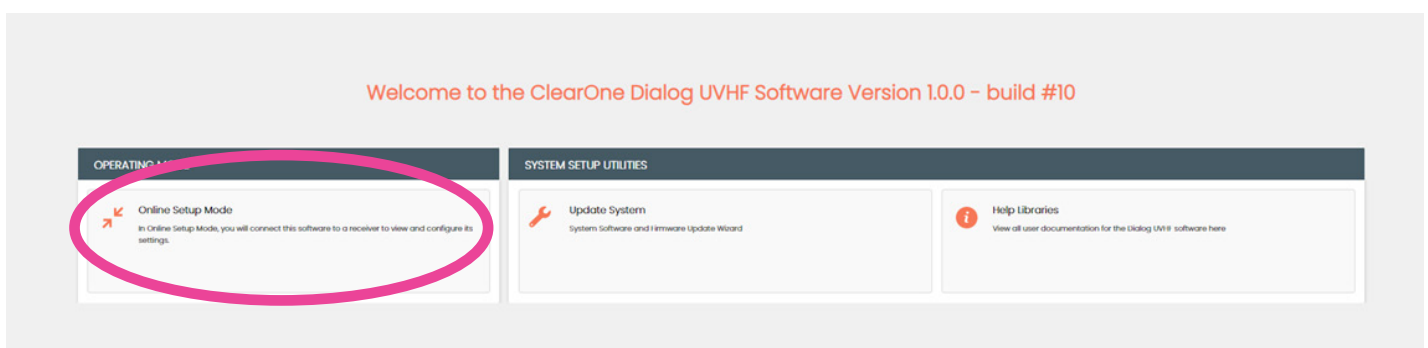 Welcome to the ClearOne Dialog UVHF Software Version 1.0.0 - build #10
OPERATING MODE
SYSTEM SETUP UTILITIES
Online Setup Mode
In Online Setup Mode, you will connect this software to a receiver to view and configure its
settings.
Update System
System Software and Firmware Update Wizard
Help Libraries
View all user documentation for the Dialog UVHF software here